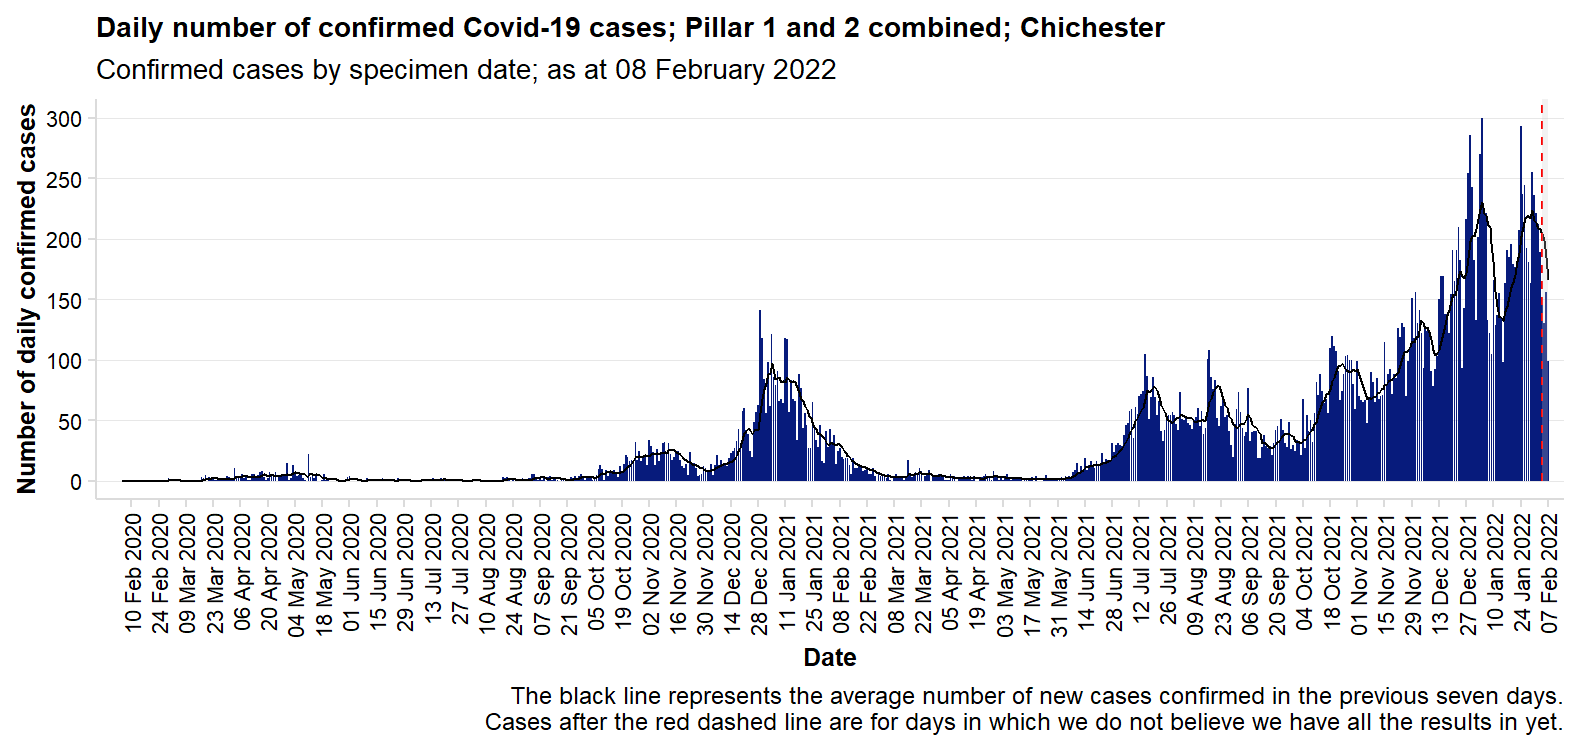 Daily number of confirmed Covid-19 cases; Pillar 1 and 2 combined; Chichester
Confirmed cases by specimen date; as at 08 February 2022
Number of daily confirmed cases
300
250
200
150
100
50
0
10 Feb 2020
24 Feb 2020
09 Mar 2020
23 Mar 2020
06 Apr 2020
20 Apr 2020
04 May 2020
18 May 2020
01 Jun 2020
15 Jun 2020
29 Jun 2020
13 Jul 2020
27 Jul 2020
10 Aug 2020
24 Aug 2020
07 Sep 2020
21 Sep 2020
05 Oct 2020
19 Oct 2020
02 Nov 2020
16 Nov 2020
30 Nov 2020
14 Dec 2020
28 Dec 2020
11 Jan 2021
25 Jan 2021
08 Feb 2021
22 Feb 2021
08 Mar 2021
22 Mar 2021
05 Apr 2021
19 Apr 2021
03 May 2021
17 May 2021
31 May 2021
14 Jun 2021
28 Jun 2021
12 Jul 2021
26 Jul 2021
09 Aug 2021
23 Aug 2021
06 Sep 2021
20 Sep 2021
04 Oct 2021
18 Oct 2021
01 Nov 2021
15 Nov 2021
29 Nov 2021
13 Dec 2021
27 Dec 2021
10 Jan 2022
24 Jan 2022
07 Feb 2022
Date
The black line represents the average number of new cases confirmed in the previous seven days.
Cases after the red dashed line are for days in which we do not believe we have all the results in yet.